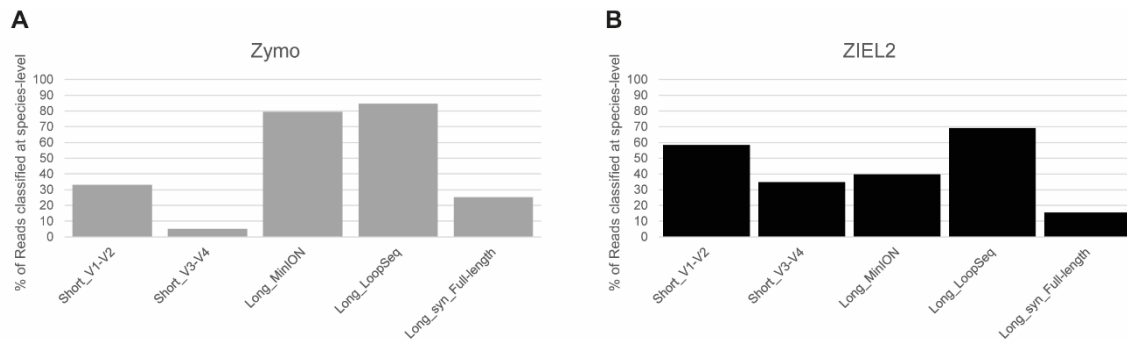 A
Zymo
% of Reads classified at species-level
100
90
80
70
60
50
40
30
20
10
0
Short_V1-V2
Short_V3-V4
Long_MinION
Long_LoopSeq
Long_syn_Full-length
B
ZIEL2
% of Reads classified at species-level
100
90
80
70
60
50
40
30
20
10
0
Short_V1-V2
Short_V3-V4
Long_MinION
Long_LoopSeq
Long_syn_Full-length